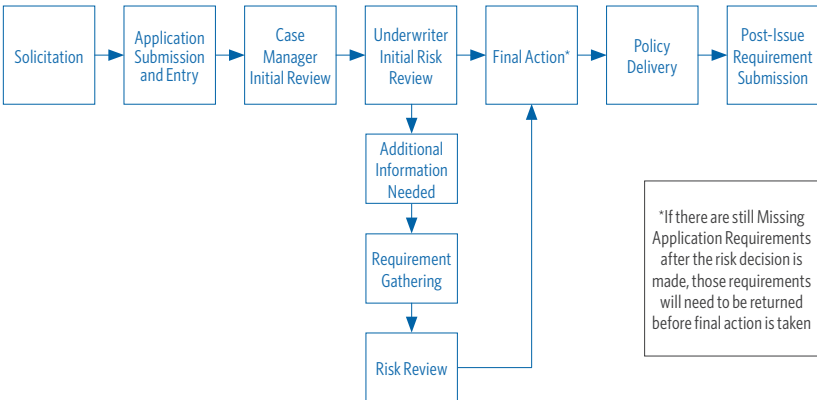 Solicitation
Application
Submission
and Entry
Case
Manager
Initial Review
Underwriter
Initial Risk
Review
Final Action*
Policy
Delivery
Post-Issue
Requirement
Submission
Additional
Information
Needed
Requirement
Gathering
Risk Review
*If there are still Missing
Application Requirements
after the risk decision is
made, those requirements
will need to be returned
before final action is taken